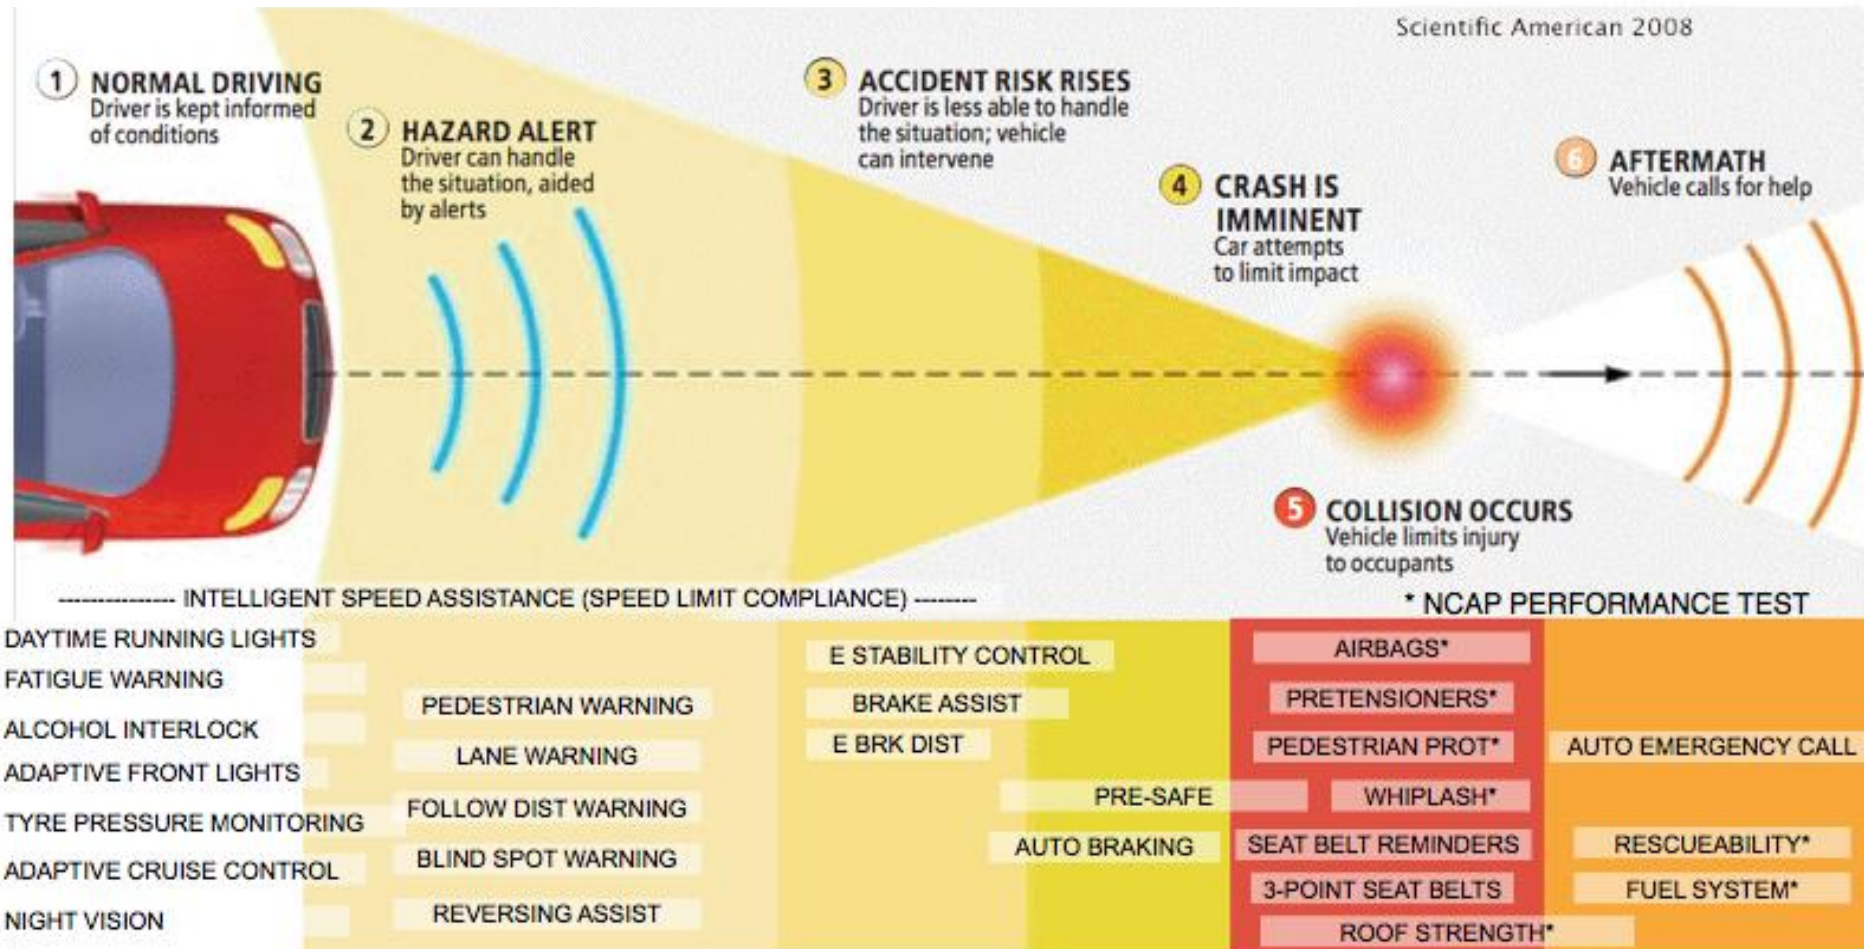 Scientific American 2008
1 NORMAL DRIVING
Driver is kept informed
of conditions
2 HAZARD ALERT
Driver can handle
the situation, aided
by alerts
3 ACCIDENT RISK RISES
Driver is less able to handle
the situation; vehicle
can intervene
4 CRASH IS
IMMINENT
Car attempts
to limit impact
5 COLLISION OCCURS
Vehicle limits injury
to occupants
6 AFTERMATH
Vehicle calls for help
---------------- INTELLIGENT SPEED ASSISTANCE (SPEED LIMIT COMPLIANCE) --------
* NCAP PERFORMANCE TEST
DAYTIME RUNNING LIGHTS
FATIGUE WARNING
ALCOHOL INTERLOCK
ADAPTIVE FRONT LIGHTS
TYRE PRESSURE MONITORING
ADAPTIVE CRUISE CONTROL
NIGHT VISION
PEDESTRIAN WARNING
LANE WARNING
FOLLOW DIST WARNING
BLIND SPOT WARNING
REVERSING ASSIST
E STABILITY CONTROL
BRAKE ASSIST
E BRK DIST
PRE-SAFE
AUTO BRAKING
AIRBAGS*
PRETENSIONERS*
PEDESTRIAN PROT*
WHIPLASH*
SEAT BELT REMINDERS
3-POINT SEAT BELTS
ROOF STRENGTH*
AUTO EMERGENCY CALL
RESCUEABILITY*
FUEL SYSTEM*